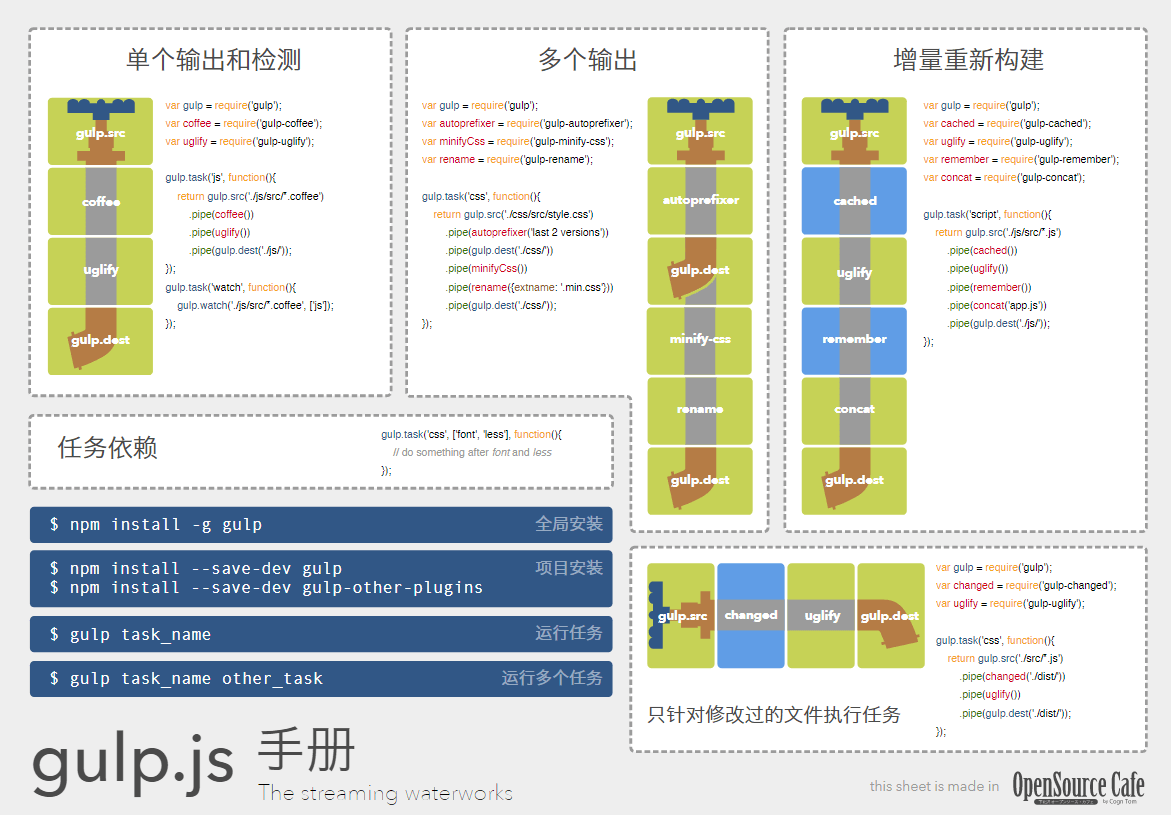 单个输出和检测
gulp.src
coffee
uglify
gulp.dest
var gulp = require('gulp');
var coffee = require('gulp-coffee');
var uglify = require('gulp-uglify');
gulp.task('js', function(){
return gulp.src('./js/src/*.coffee')
.pipe(coffee())
.pipe(uglify())
.pipe(gulp.dest('./js/'));
});
gulp.task('watch', function(){
gulp.watch('./js/src/*.coffee', ['js']);
});
多个输出
var gulp = require('gulp');
var autoprefixer = require('gulp-autoprefixer');
var minifyCss = require('gulp-minify-css');
var rename = require('gulp-rename');
gulp.task('css', function(){
return gulp.src('./css/src/style.css')
.pipe(autoprefixer('last 2 versions'))
.pipe(gulp.dest('./css/'))
.pipe(minifyCss())
.pipe(rename({extname: '.min.css'}))
.pipe(gulp.dest('./css/'));
});
gulp.src
autoprefixer
gulp.dest
minify-css
rename
gulp.dest
增量重新构建
gulp.src
cached
uglify
remember
concat
gulp.dest
var gulp = require('gulp');
var cached = require('gulp-cached');
var uglify = require('gulp-uglify');
var remember = require('gulp-remember');
var concat = require('gulp-concat');
gulp.task('script', function(){
return gulp.src('./js/src/*.js')
.pipe(cached())
.pipe(uglify())
.pipe(remember())
.pipe(concat('app.js'))
.pipe(gulp.dest('./js/'));
});
任务依赖
gulp.task('css', ['font', 'less'], function(){
// do something after font and less
});
$ npm install -g gulp 全局安装
$ npm install --save-dev gulp 项目安装
$ npm install --save-dev gulp-other-plugins
$ gulp task_name 运行任务
$ gulp task_name other_task 运行多个任务
gulp.src changed uglify gulp.dest
只针对修改过的文件执行任务
var gulp = require('gulp');
var changed = require('gulp-changed');
var uglify = require('gulp-uglify');
gulp.task('css', function(){
return gulp.src('./src/*.js')
.pipe(changed('./dist/'))
.pipe(uglify())
.pipe(gulp.dest('./dist/'));
});
gulp.js 手册
The streaming waterworks
this sheet is made in OpenSource Cafe
by Cogn Tom